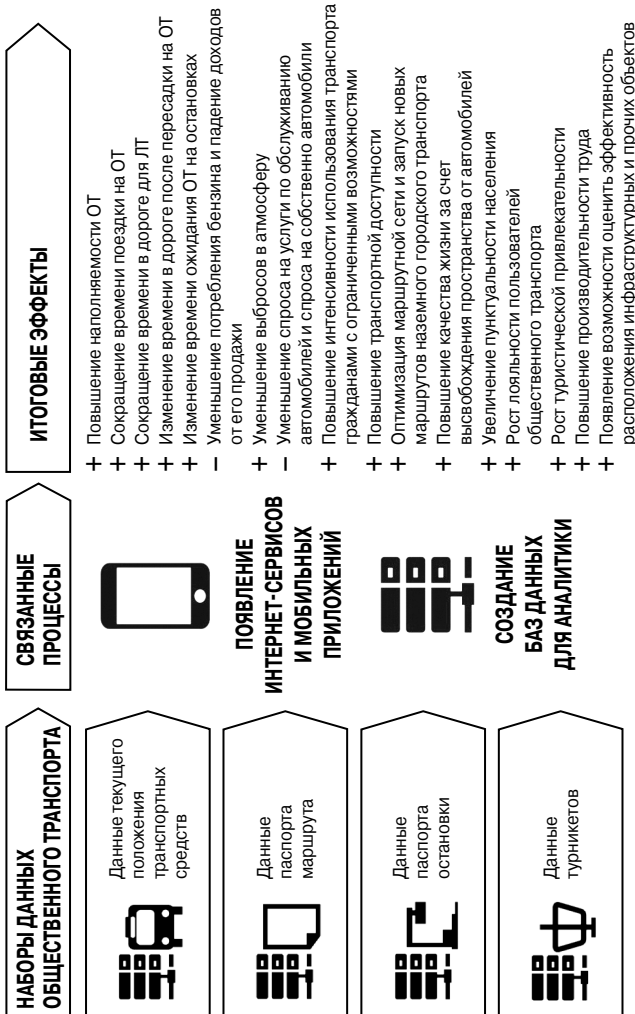 НАБОРЫ ДАННЫХ
ОБЩЕСТВЕННОГО ТРАНСПОРТА
Данные текущего
положения
транспортных
средств
Данные
паспорта
маршрута
Данные
паспорта
остановки
Данные
турникетов
СВЯЗАННЫЕ
ПРОЦЕССЫ
ПОЯВЛЕНИЕ
ИНТЕРНЕТ-СЕРВИСОВ
И МОБИЛЬНЫХ
ПРИЛОЖЕНИЙ
СОЗДАНИЕ
БАЗ ДАННЫХ
ДЛЯ АНАЛИТИКИ
ИТОГОВЫЕ ЭФФЕКТЫ
+ Повышение наполняемости ОТ
+ Сокращение времени поездки на ОТ
+ Сокращение времени в дороге для ЛТ
+ Изменение времени в дороге после пересадки на ОТ
+ Изменение времени ожидания ОТ на остановках
– Уменьшение потребления бензина и падение доходов
от его продажи
+ Уменьшение выбросов в атмосферу
– Уменьшение спроса на услуги по обслуживанию
автомобилей и спроса на собственно автомобили
+ Повышение интенсивности использования транспорта
гражданами с ограниченными возможностями
+ Повышение транспортной доступности
+ Оптимизация маршрутной сети и запуск новых
маршрутов наземного городского транспорта
+ Повышение качества жизни за счет
высвобождения пространства от автомобилей
+ Увеличение пунктуальности населения
+ Рост лояльности пользователей
общественного транспорта
+ Рост туристической привлекательности
+ Повышение производительности труда
+ Появление возможности оценить эффективность
расположения инфраструктурных и прочих объектов